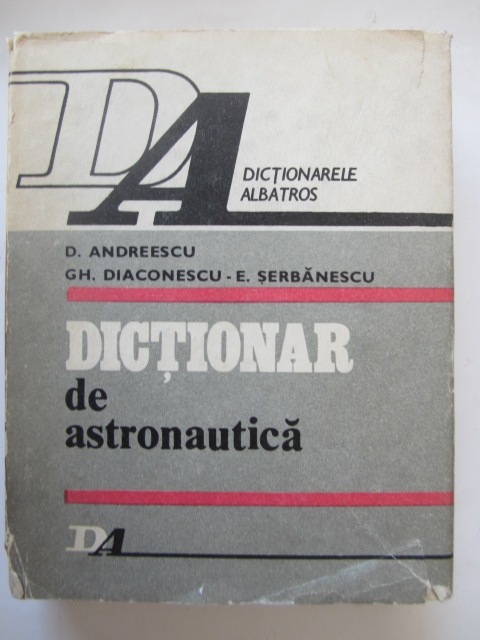 DA
DICȚIONARELE
ALBATROS
D. ANDREESCU
GH. DIACONESCU - E. ȘERBĂNESCU
DICȚIONAR
de
astronautică
DA